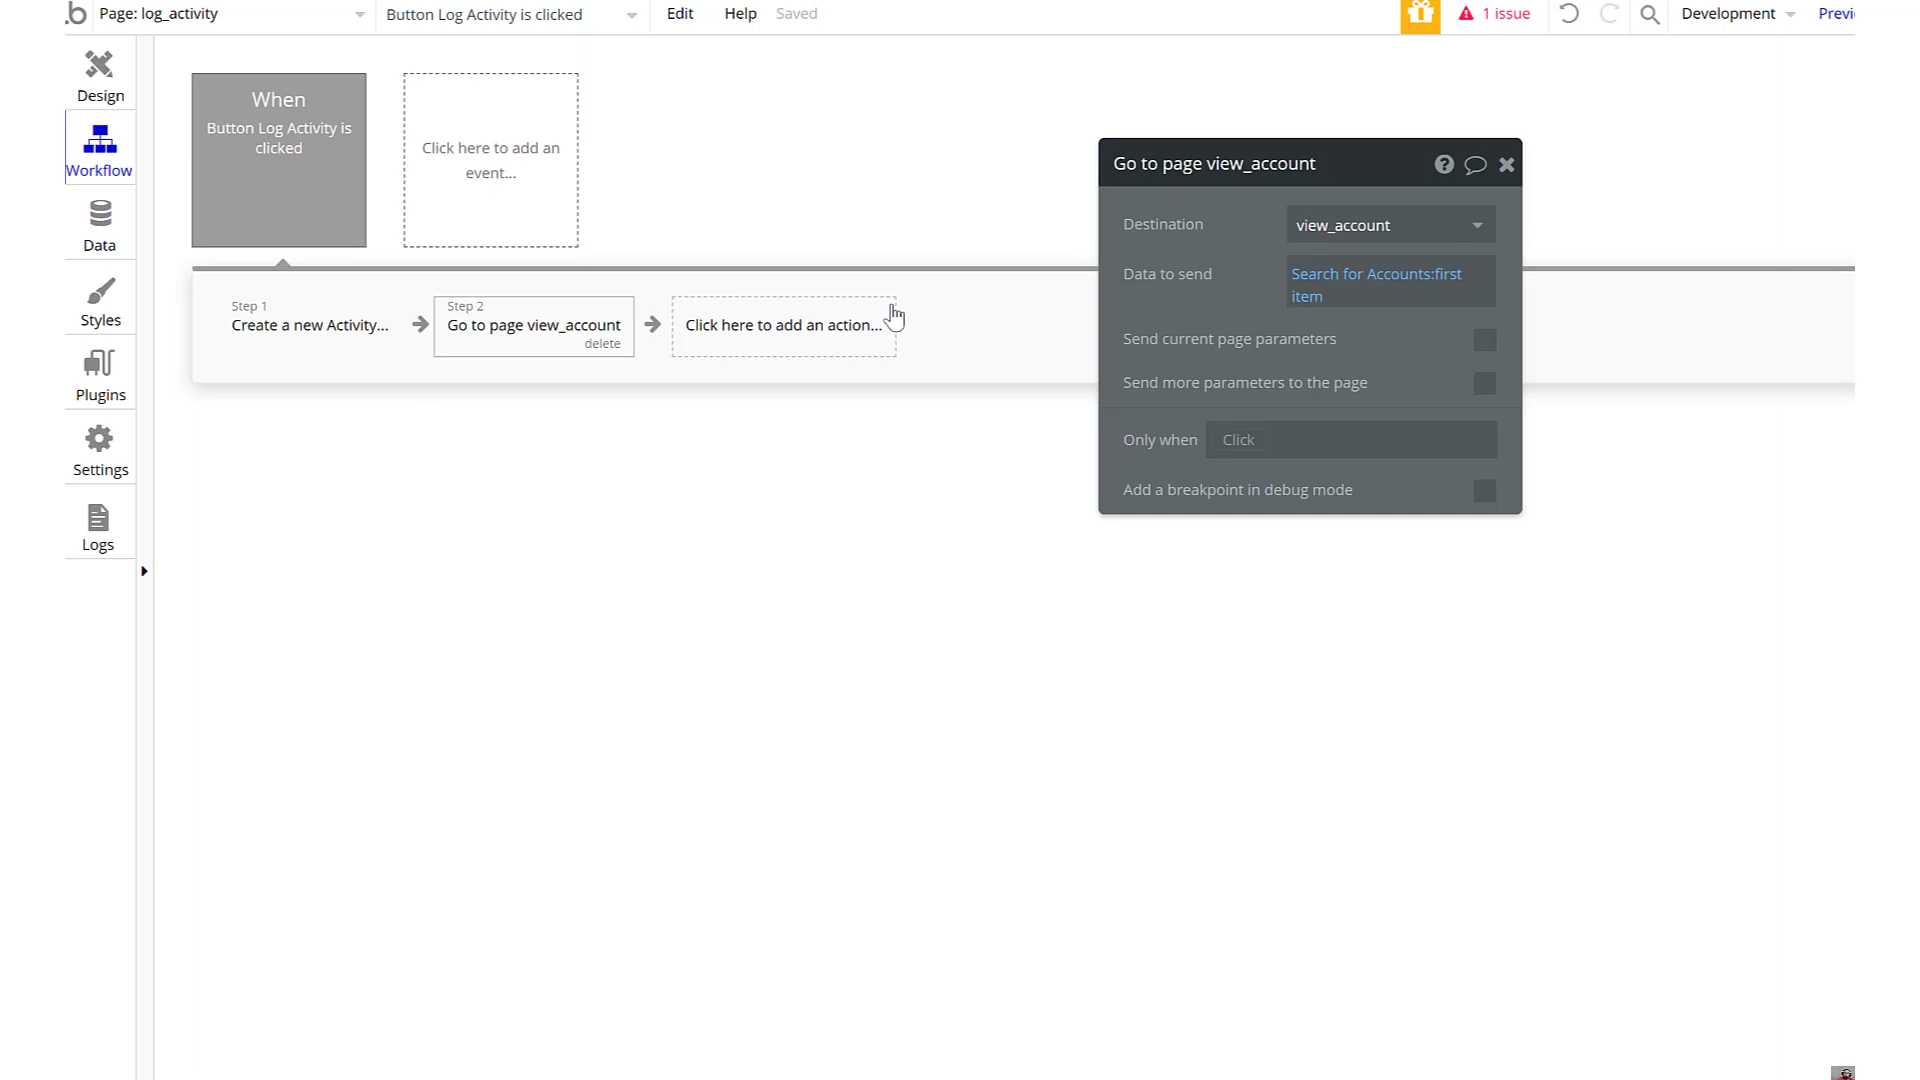 .b Page: log_activity
Button Log Activity is clicked
Edit
Help
Saved
1 issue
Development
Previ
Design
Workflow
Data
Styles
Plugins
Settings
Logs
When
Button Log Activity is
clicked
Click here to add an
event...
Step 1
Create a new Activity...
Step 2
Go to page view_account
delete
Click here to add an action...
Go to page view_account
Destination
view_account
Data to send
Search for Accounts:first
item
Send current page parameters
Send more parameters to the page
Only when
Click
Add a breakpoint in debug mode